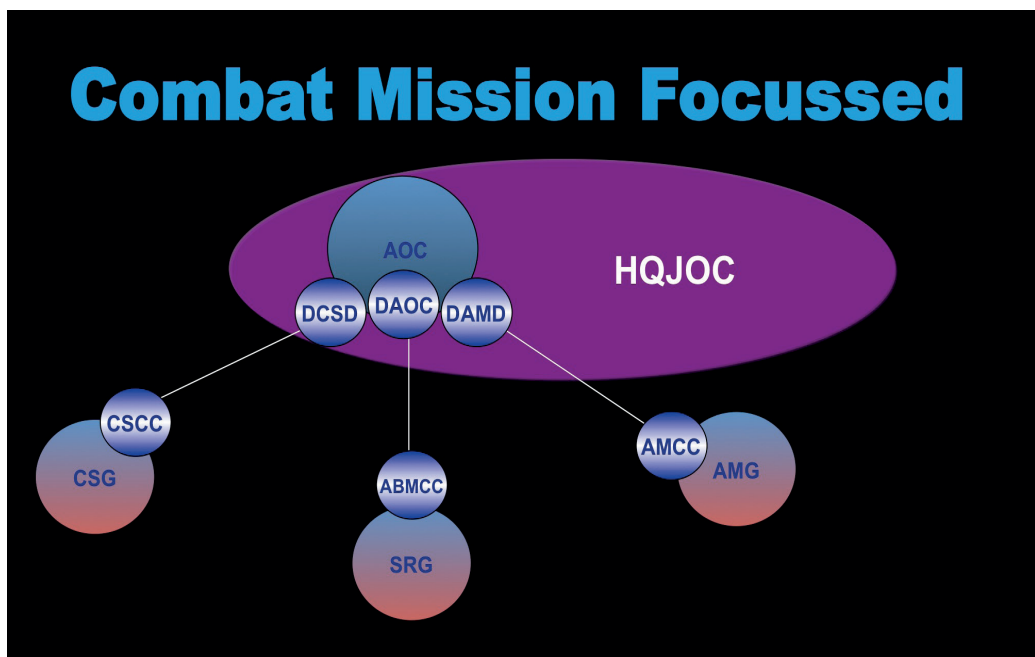 Combat Mission Focussed
AOC
HQJOC
DCSD
DAOC
DAMD
CSCC
CSG
AMCC
AMG
ABMCC
SRG